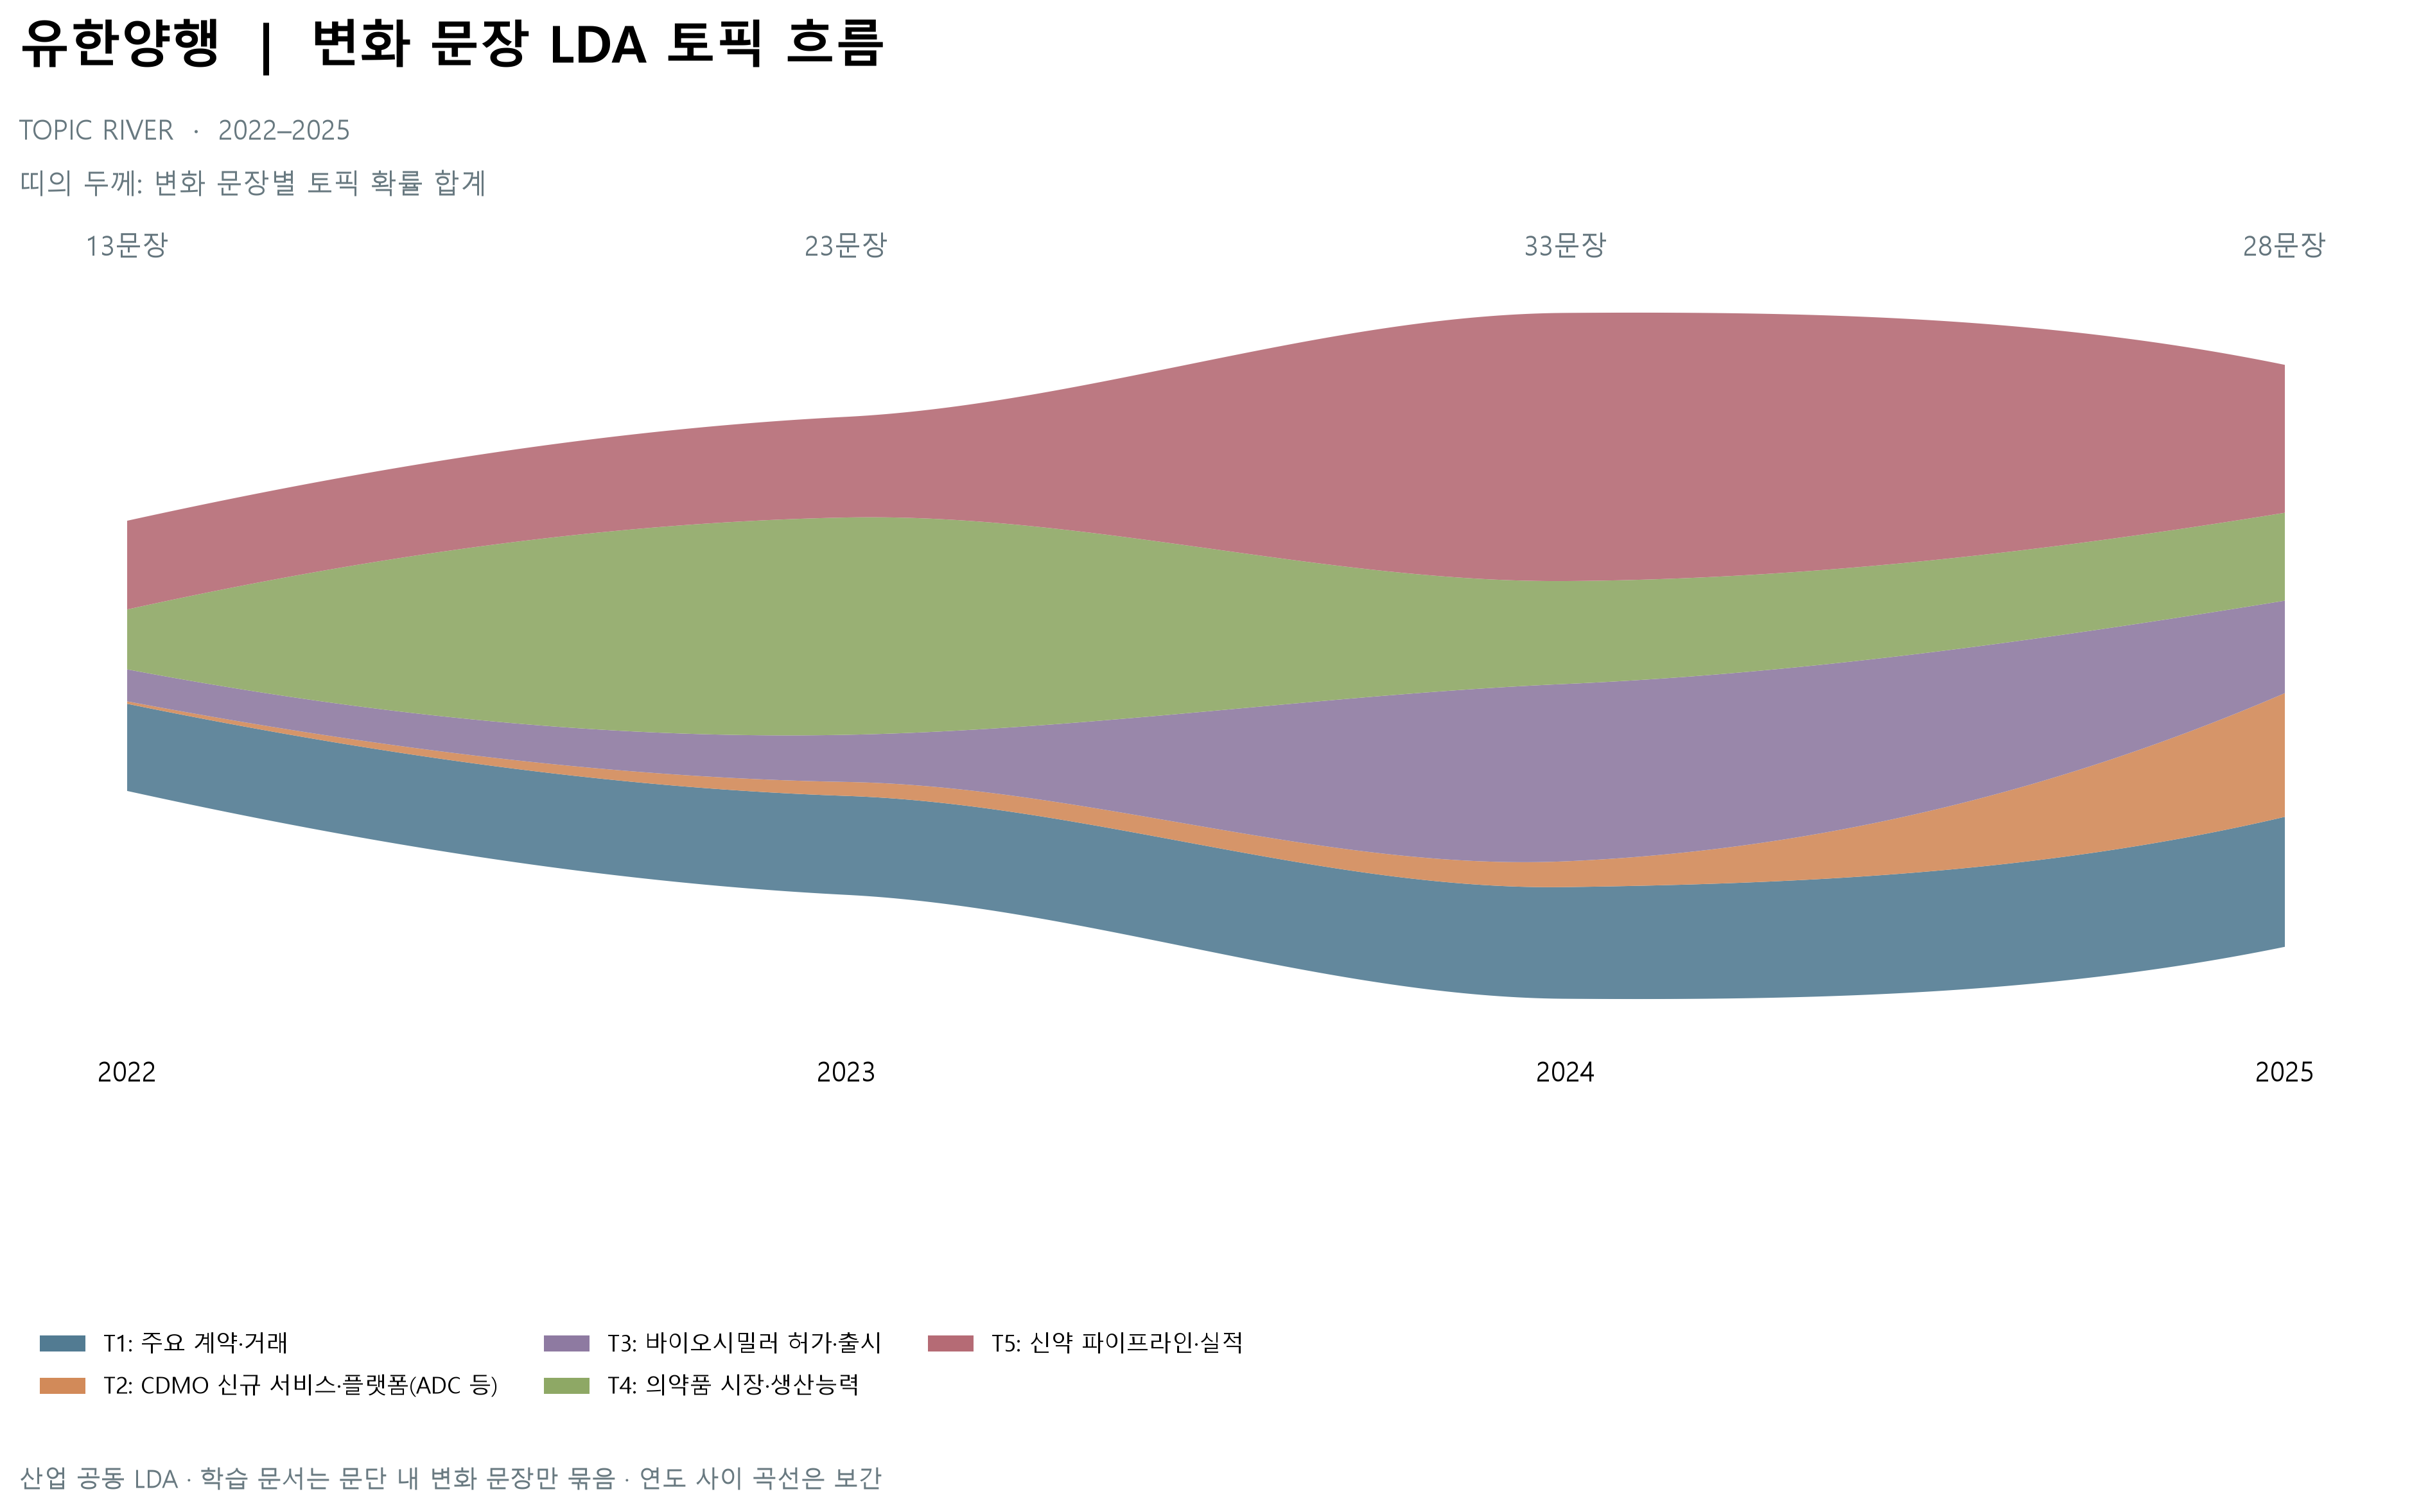 유한양행 | 변화 문장 LDA 토픽 흐름
TOPIC RIVER · 2022–2025
띠의 두께: 변화 문장별 토픽 확률 합계
13문장 23문장 33문장 28문장
2022 2023 2024 2025
T1: 주요 계약·거래 T3: 바이오시밀러 허가·출시 T5: 신약 파이프라인·실적
T2: CDMO 신규 서비스·플랫폼(ADC 등) T4: 의약품 시장·생산능력
산업 공동 LDA · 학습 문서는 문단 내 변화 문장만 묶음 · 연도 사이 곡선은 보간